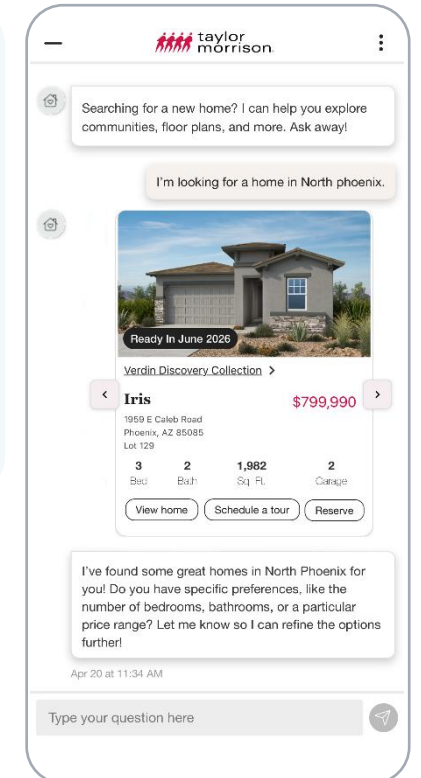 taylor
morrison
Searching for a new home? I can help you explore
communities, floor plans, and more. Ask away!
I'm looking for a home in North phoenix.
Ready In June 2026
Verdin Discovery Collection >
Iris
$799,990
1959 E Caleb Road
Phoenix, AZ 85085
Lot 129
3 2 1,982 2
Bed Bath Sq. Ft. Garage
View home Schedule a tour Reserve
I've found some great homes in North Phoenix for
you! Do you have specific preferences, like the
number of bedrooms, bathrooms, or a particular
price range? Let me know so I can refine the options
further!
Apr 20 at 11:34 AM
Type your question here